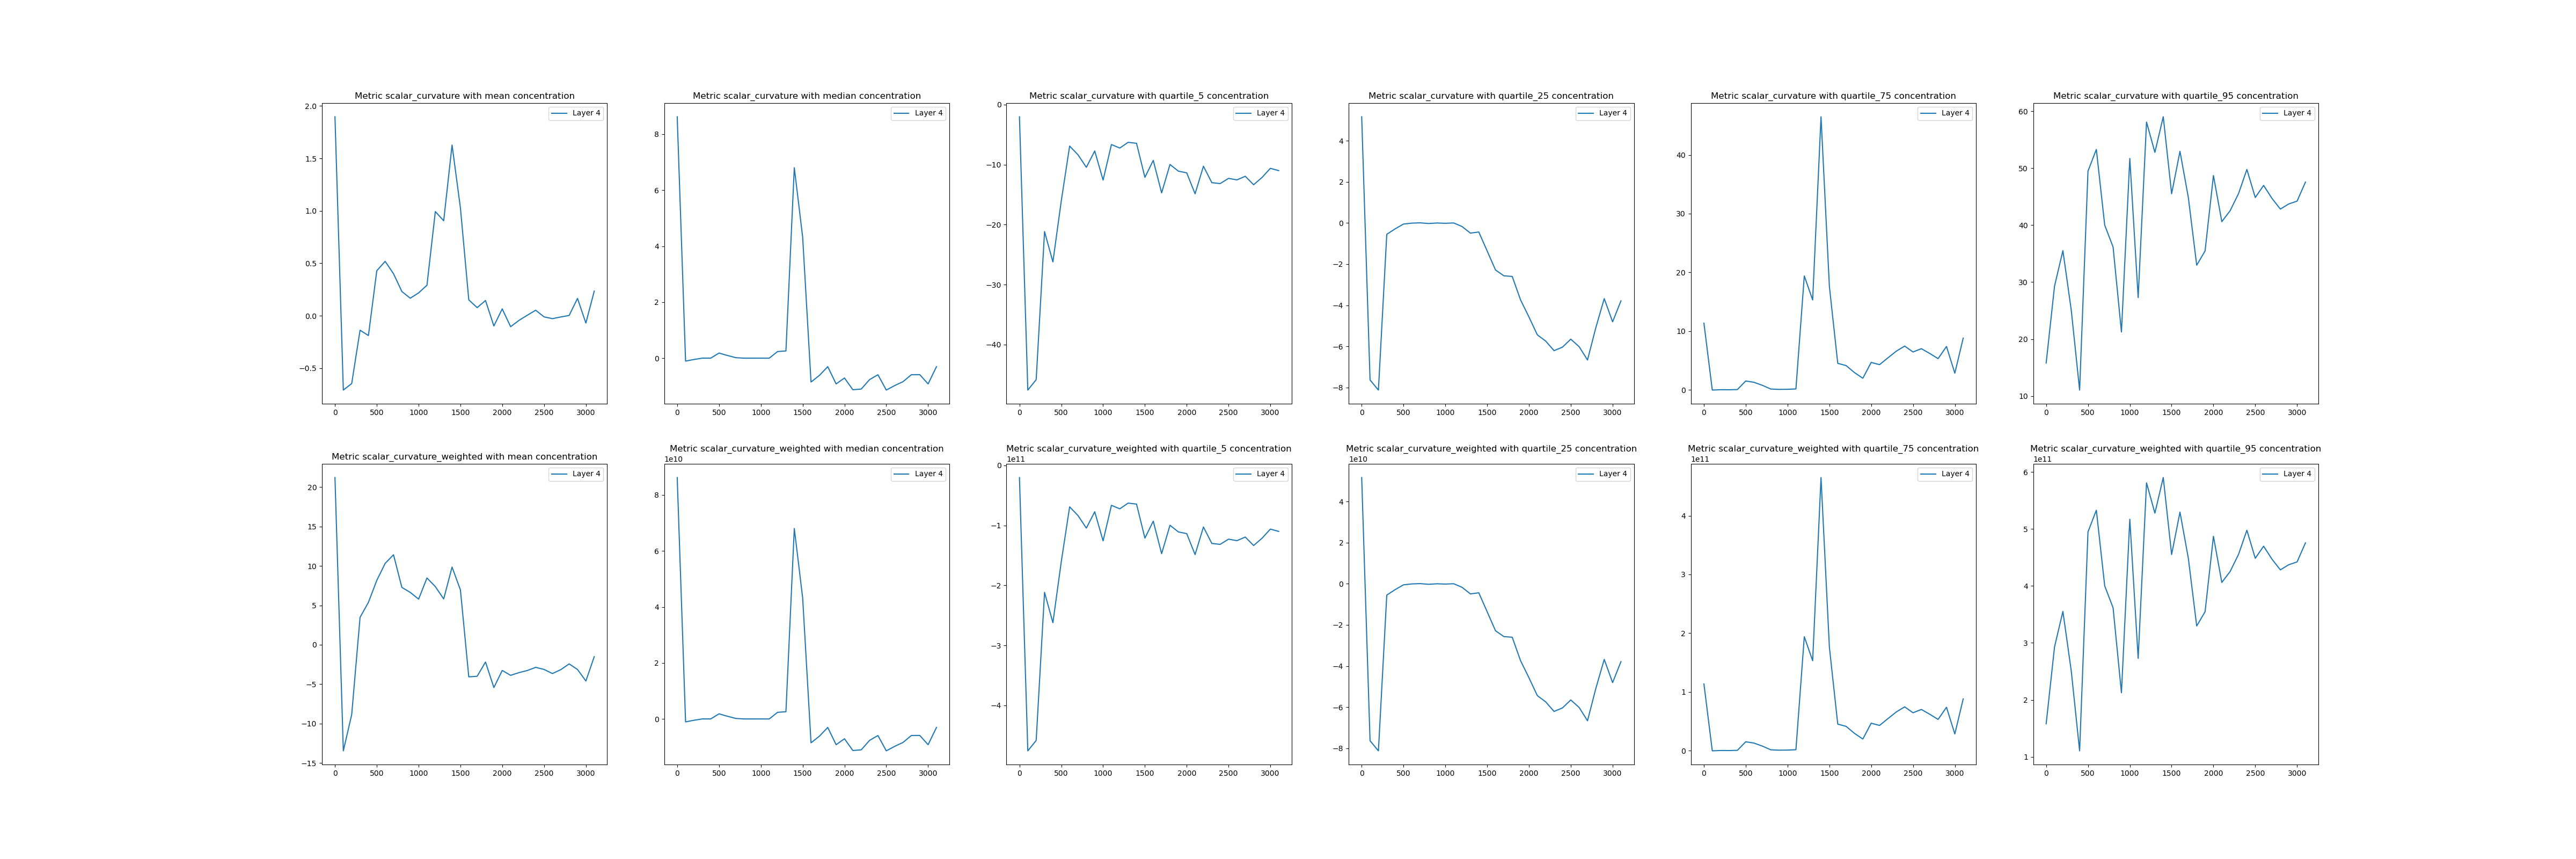 Metric scalar_curvature with mean concentration
Layer 4
2.0
1.5
1.0
0.5
0.0
−0.5
0 500 1000 1500 2000 2500 3000
Metric scalar_curvature with median concentration
Layer 4
8
6
4
2
0
0 500 1000 1500 2000 2500 3000
Metric scalar_curvature with quartile_5 concentration
Layer 4
0
−10
−20
−30
−40
0 500 1000 1500 2000 2500 3000
Metric scalar_curvature with quartile_25 concentration
Layer 4
4
2
0
−2
−4
−6
−8
0 500 1000 1500 2000 2500 3000
Metric scalar_curvature with quartile_75 concentration
Layer 4
40
30
20
10
0
0 500 1000 1500 2000 2500 3000
Metric scalar_curvature with quartile_95 concentration
Layer 4
60
50
40
30
20
10
0 500 1000 1500 2000 2500 3000
Metric scalar_curvature_weighted with mean concentration
Layer 4
20
15
10
5
0
−5
−10
−15
0 500 1000 1500 2000 2500 3000
Metric scalar_curvature_weighted with median concentration
1e10
Layer 4
8
6
4
2
0
0 500 1000 1500 2000 2500 3000
Metric scalar_curvature_weighted with quartile_5 concentration
1e11
Layer 4
0
−1
−2
−3
−4
0 500 1000 1500 2000 2500 3000
Metric scalar_curvature_weighted with quartile_25 concentration
1e10
Layer 4
4
2
0
−2
−4
−6
−8
0 500 1000 1500 2000 2500 3000
Metric scalar_curvature_weighted with quartile_75 concentration
1e11
Layer 4
4
3
2
1
0
0 500 1000 1500 2000 2500 3000
Metric scalar_curvature_weighted with quartile_95 concentration
1e11
Layer 4
6
5
4
3
2
1
0 500 1000 1500 2000 2500 3000